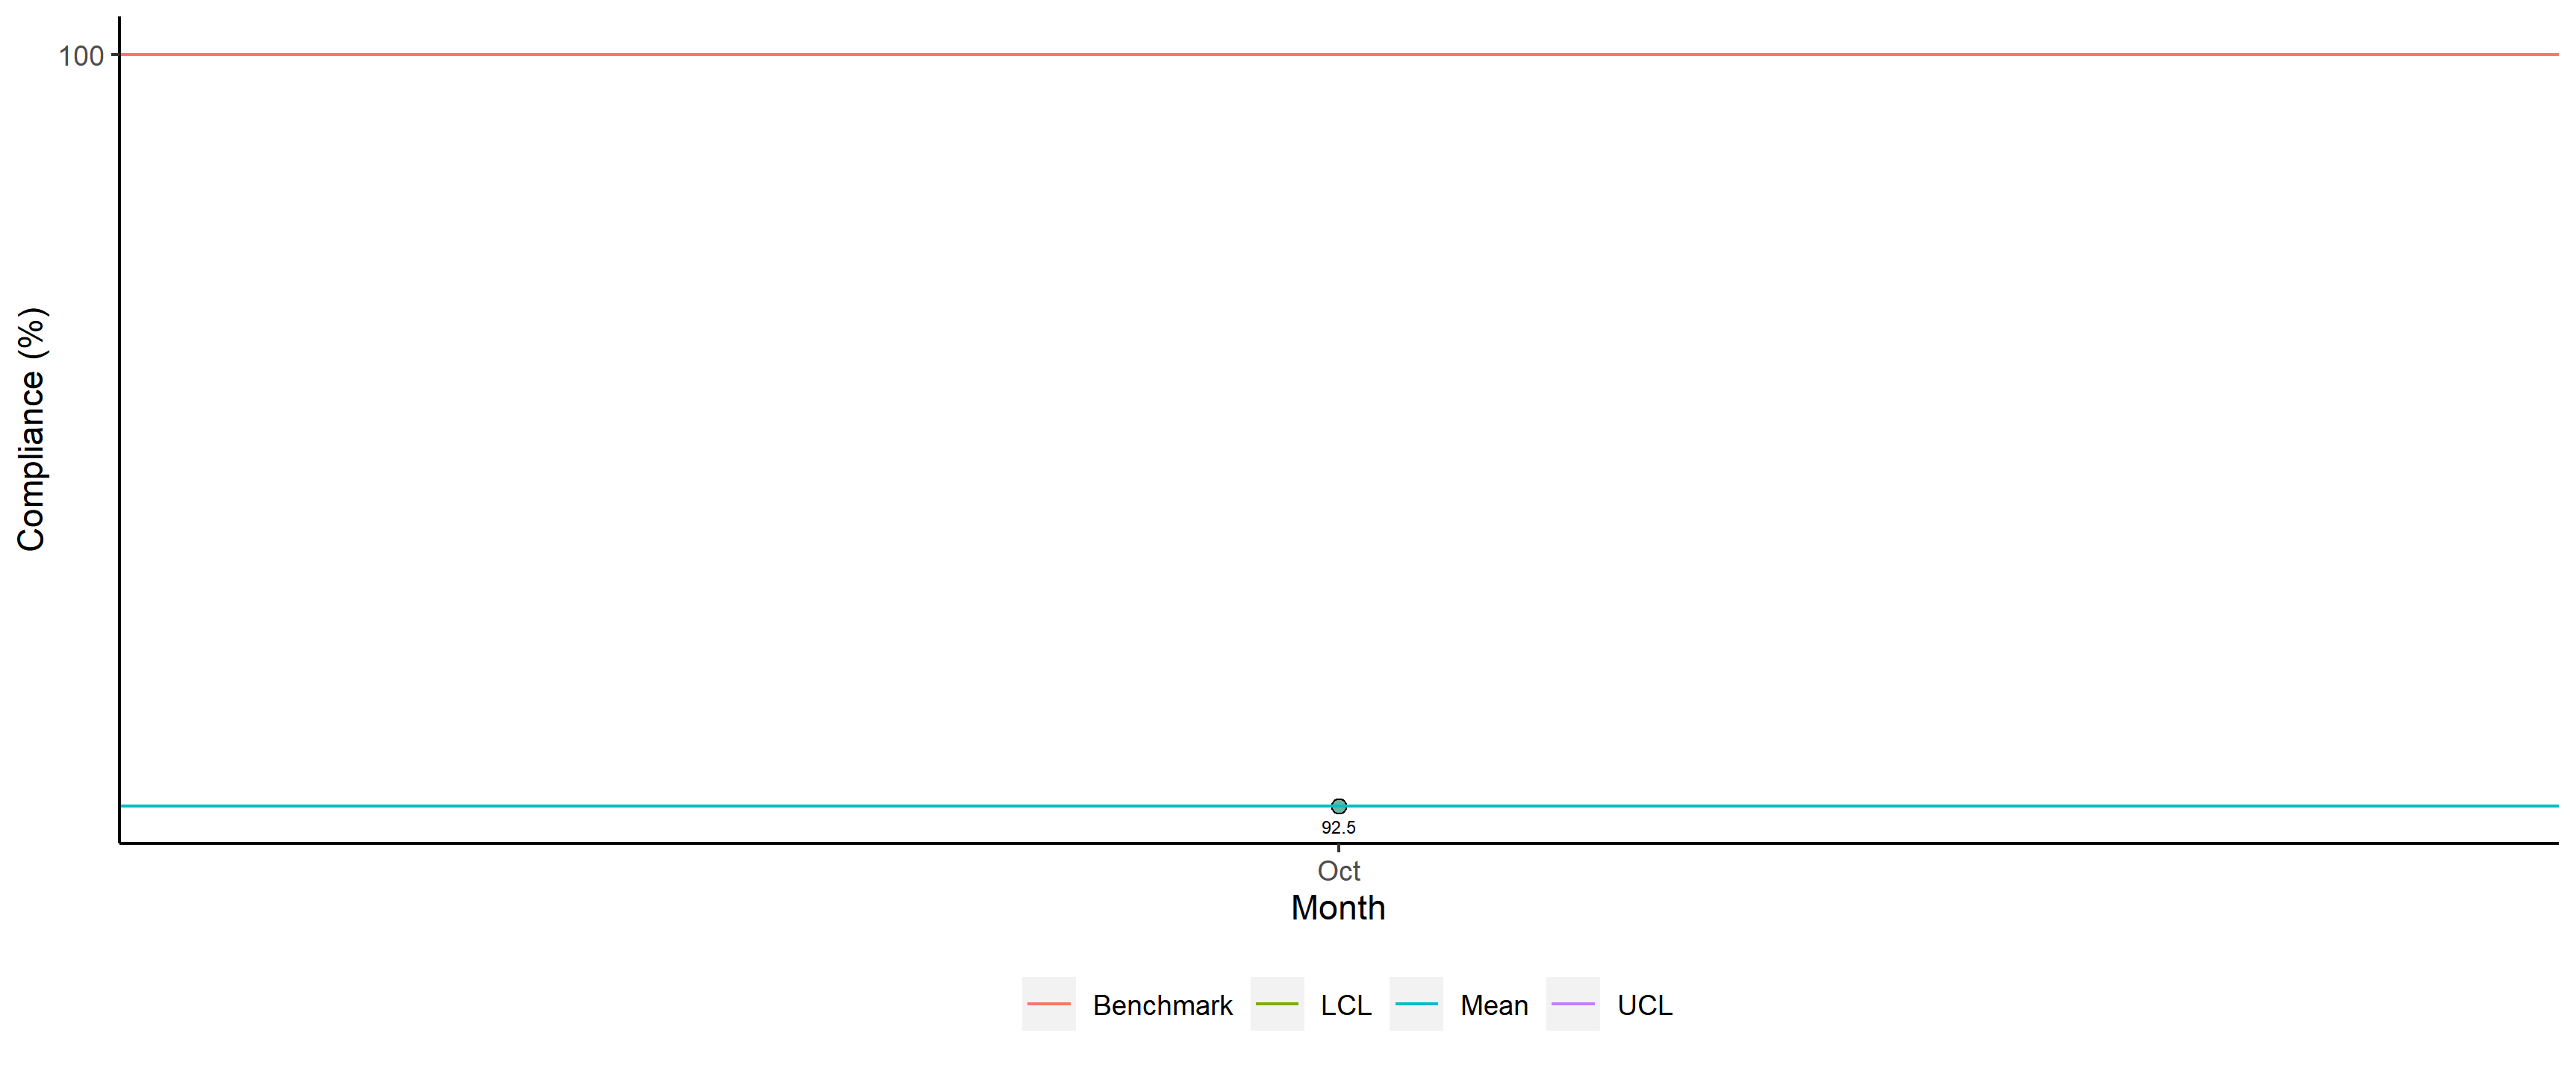 100
Compliance (%)
92.5
Oct
Month
Benchmark LCL Mean UCL